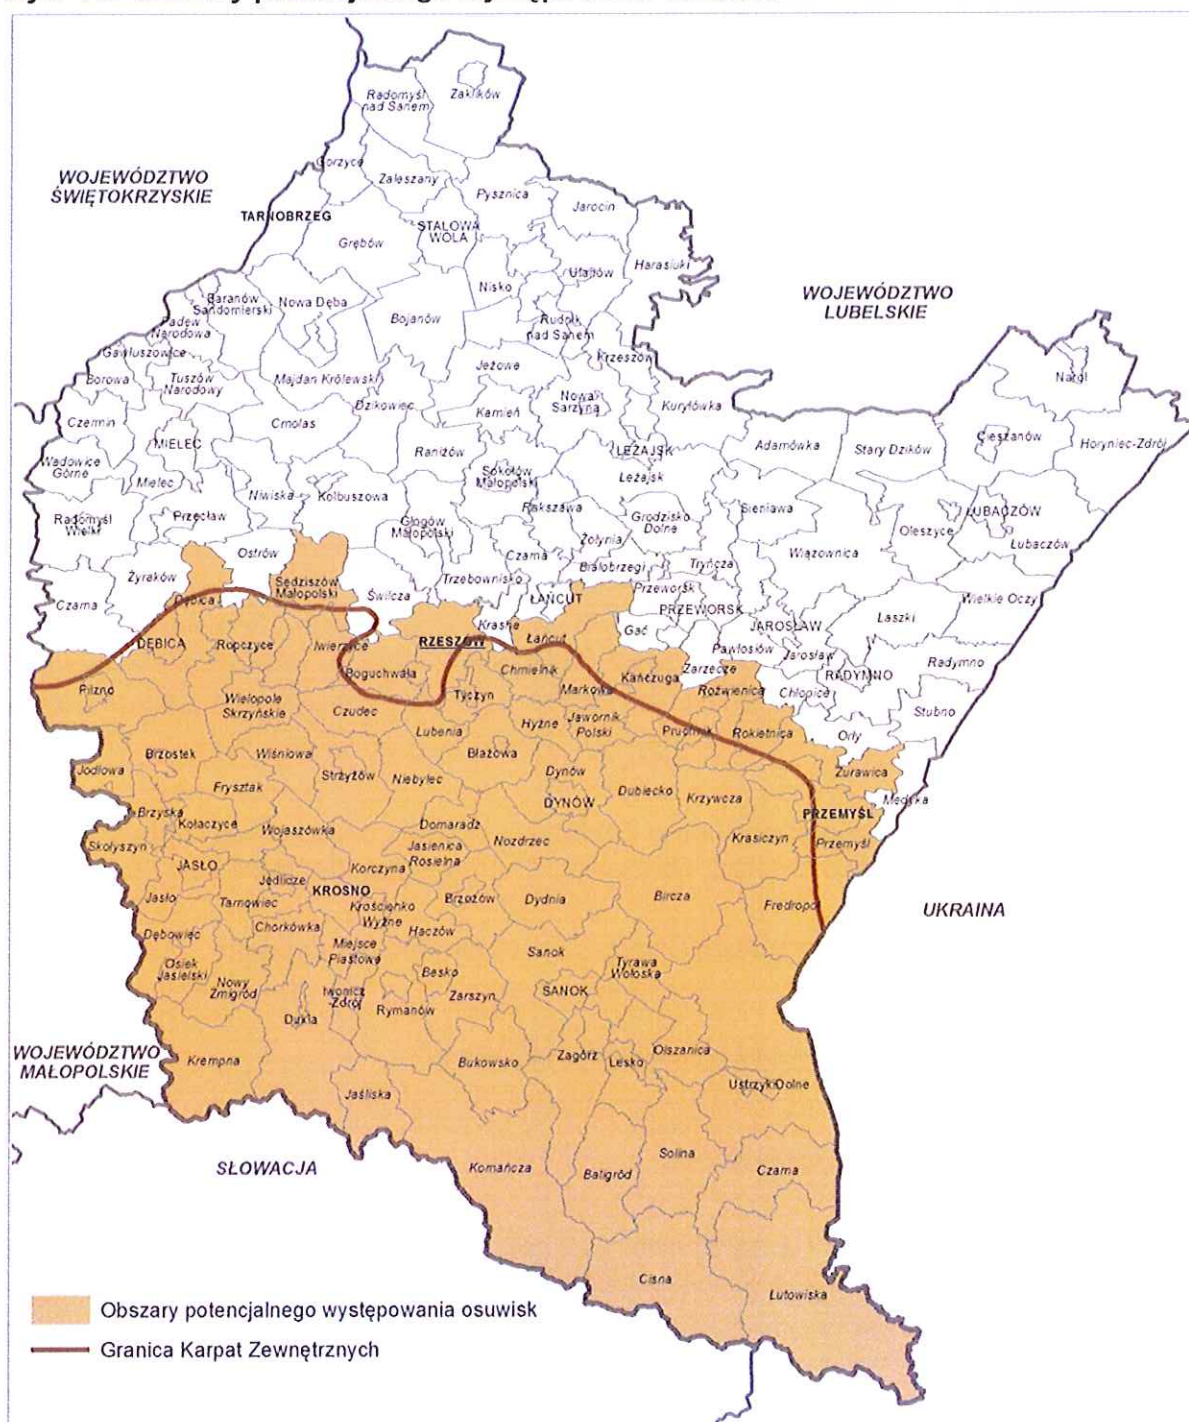 WOJEWÓDZTWO
ŚWIĘTOKRZYSKIE
Radomyśl
nad Sanem
Zaklików
Gorzyce
Zaleszany
Pysznica
Jarocin
TARNOBRZEG
STALOWA
WOLA
Grębów
Harasiuki
Nisko
WOJEWÓDZTWO
LUBELSKIE
Baranów
Sandomierski
Nowa Dęba
Bojanów
Rudnik
nad Sanem
Padew
Narodowa
Krzeszów
Gawłuszowice
Jeżowe
Borowa
Tuszów
Narodowy
Majdan Królewski
Dzikowiec
Nowa
Sarzyna
Kuryłówka
Narol
Czermin
Cmolas
Kamień
MIELEC
Raniżów
LEŻAJSK
Adamówka
Stary Dzików
Cieszanów
Horyniec-Zdrój
Wadowice
Górne
Mielec
Niwiska
Kolbuszowa
Sokołów
Małopolski
Leżajsk
Radomyśl
Wielki
Przecław
Głogów
Małopolski
Rakszawa
Grodzisko
Dolne
Sieniawa
Oleszyce
LUBACZÓW
Lubaczów
Ostrów
Czarna
Żołynia
Wiązownica
Żyraków
Trzebownisko
Białobrzegi
Tryńcza
Czarna
Dębica
Sędziszów
Małopolski
Świlcza
ŁAŃCUT
Przeworsk
PRZEWORSK
Wielkie Oczy
Krasne
Gać
JAROSŁAW
Laszki
DĘBICA
Ropczyce
Iwierzyce
RZESZÓW
Łańcut
Pawłosiów
Jarosław
Radymno
Boguchwała
Chmielnik
Markowa
Kańczuga
Zarzecze
Roźwienica
RADYMNO
Chłopice
Stubno
Pilzno
Wielopole
Skrzyńskie
Czudec
Tyczyn
Lubenia
Hyżne
Jawornik
Polski
Pruchnik
Rokietnica
Orły
Jodłowa
Brzostek
Wiśniowa
Strzyżów
Niebylec
Błażowa
Dynów
DYNÓW
Dubiecko
Krzywcza
Żurawica
Medyka
PRZEMYŚL
Przemyśl
Frysztak
Brzyska
Kołaczyce
Wojaszówka
Domaradz
Jasienica
Rosielna
Nozdrzec
Krasiczyn
Skołyszyn
JASŁO
Jedlicze
Korczyna
KROSNO
Jasło
Tarnowiec
Krościenko
Wyżne
Brzozów
Dydnia
Bircza
Fredropol
UKRAINA
Dębowiec
Chorkówka
Haczów
Miejsce
Piastowe
Sanok
Tyrawa
Wołoska
Osiek
Jasielski
Nowy
Żmigród
Besko
Iwonicz
-Zdrój
Zarszyn
SANOK
Dukla
Rymanów
Krempna
Bukowsko
Zagórz
Lesko
Olszanica
Ustrzyki Dolne
WOJEWÓDZTWO
MAŁOPOLSKIE
Jaśliska
SŁOWACJA
Komańcza
Baligród
Solina
Czarna
Cisna
Lutowiska
Obszary potencjalnego występowania osuwisk
Granica Karpat Zewnętrznych